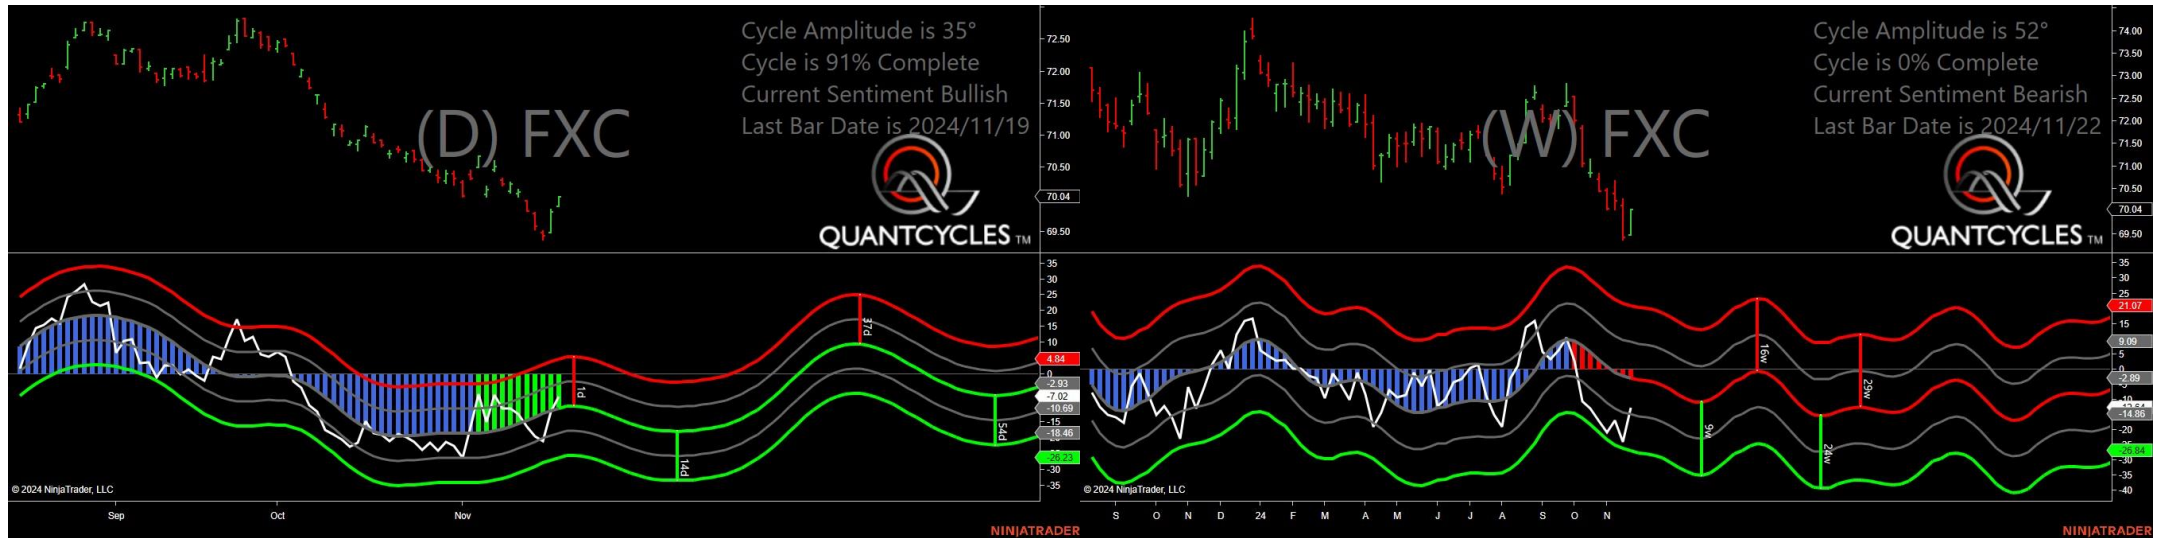 Cycle Amplitude is 35°
Cycle is 91% Complete
Current Sentiment Bullish
Last Bar Date is 2024/11/19
(D) FXC
QUANTCYCLES TM
72.50
72.00
71.50
71.00
70.50
70.04
69.50
35
30
25
20
15
10
4.84
0
-2.93
-7.02
-10.69
-15
-18.46
-26.23
-30
-35
1d
14d
37d
54d
© 2024 NinjaTrader, LLC
Sep Oct Nov
NINJATRADER
Cycle Amplitude is 52°
Cycle is 0% Complete
Current Sentiment Bearish
Last Bar Date is 2024/11/22
(W) FXC
QUANTCYCLES TM
74.00
73.50
73.00
72.50
72.00
71.50
71.00
70.50
70.04
69.50
35
30
25
21.07
15
9.09
5
0
-2.89
-10
-14.86
-20
-26.84
-30
-35
-40
9w
16w
24w
29w
© 2024 NinjaTrader, LLC
S O N D 24 F M A M J J A S O N
NINJATRADER